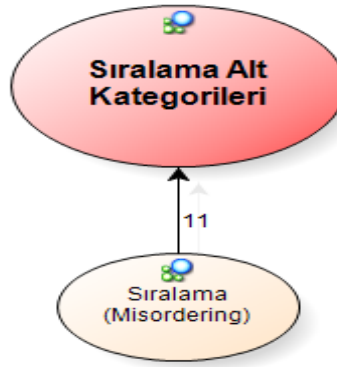 Sıralama Alt
Kategorileri
11
Sıralama
(Misordering)